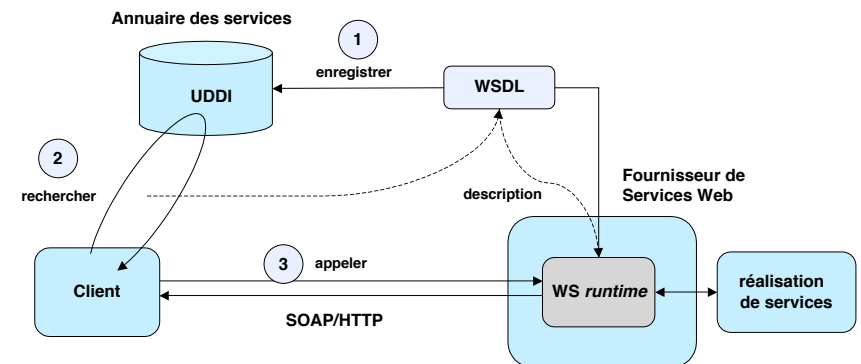 Annuaire des services
1
enregistrer
WSDL
UDDI
2
rechercher
description
Fournisseur de
Services Web
3
appeler
Client
WS runtime
réalisation
de services
SOAP/HTTP